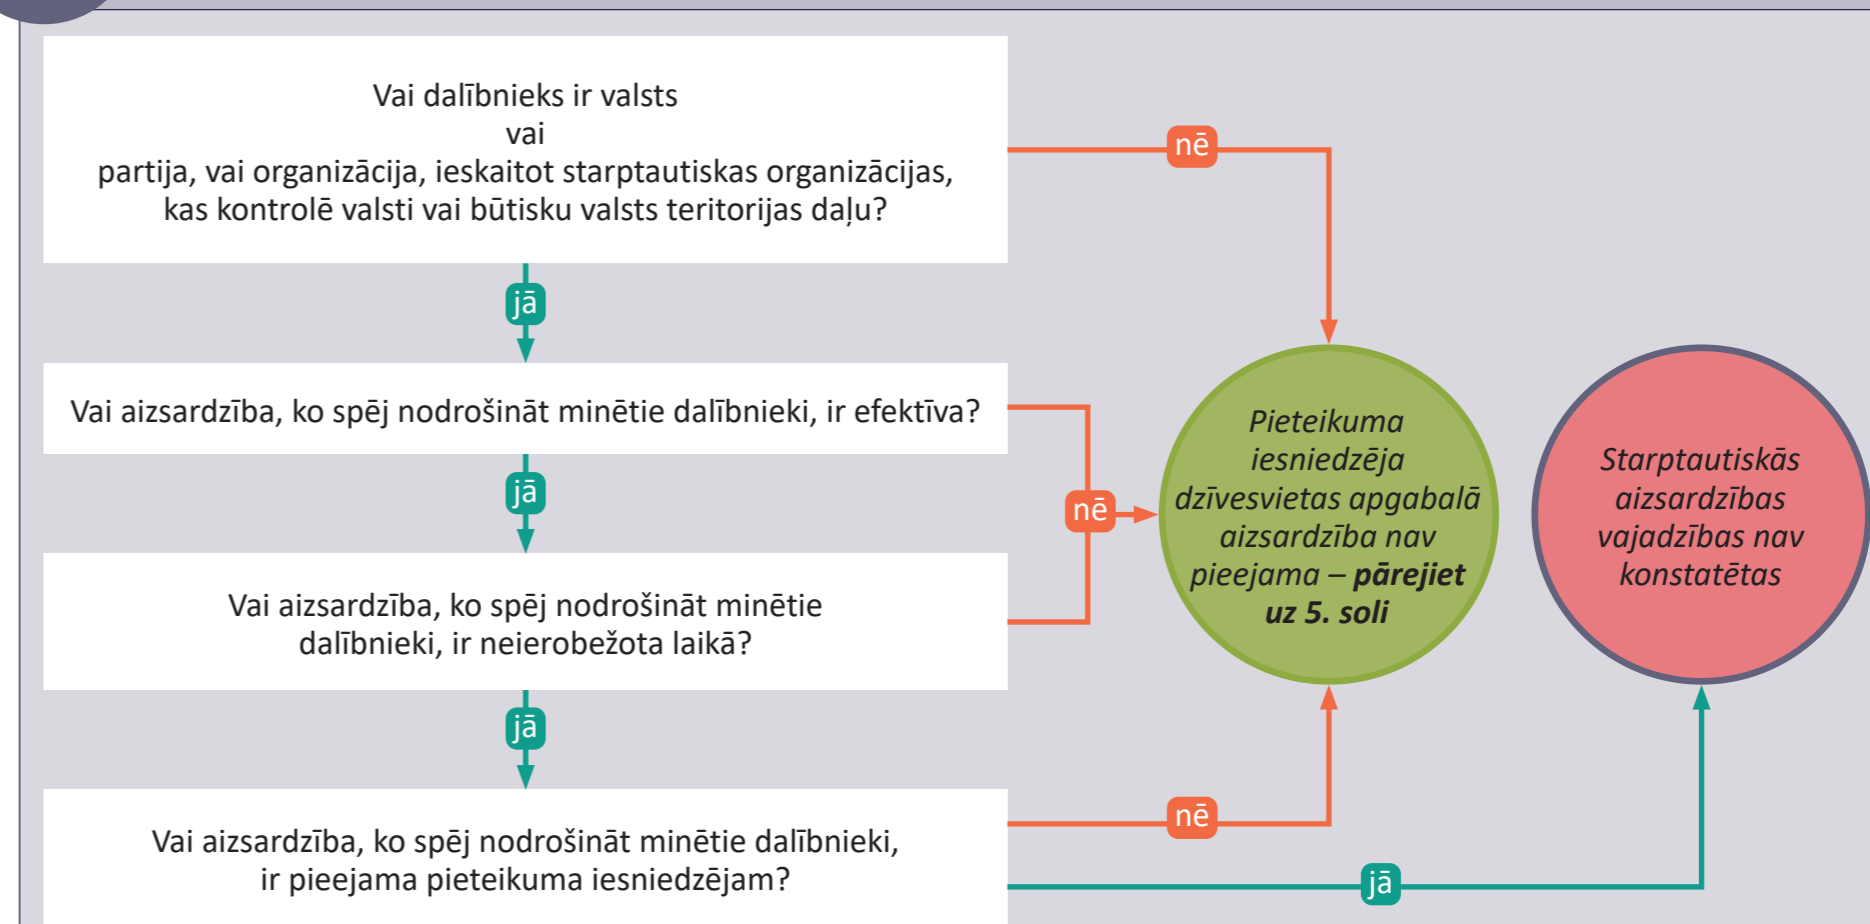 Vai dalībnieks ir valsts
vai
partija, vai organizācija, ieskaitot starptautiskas organizācijas,
kas kontrolē valsti vai būtisku valsts teritorijas daļu?
nē
jā
Vai aizsardzība, ko spēj nodrošināt minētie dalībnieki, ir efektīva?
jā
nē
Vai aizsardzība, ko spēj nodrošināt minētie
dalībnieki, ir neierobežota laikā?
jā
Vai aizsardzība, ko spēj nodrošināt minētie dalībnieki,
ir pieejama pieteikuma iesniedzējam?
nē
jā
Pieteikuma
iesniedzēja
dzīvesvietas apgabalā
aizsardzība nav
pieejama – pārejiet
uz 5. soli
Starptautiskās
aizsardzības
vajadzības nav
konstatētas